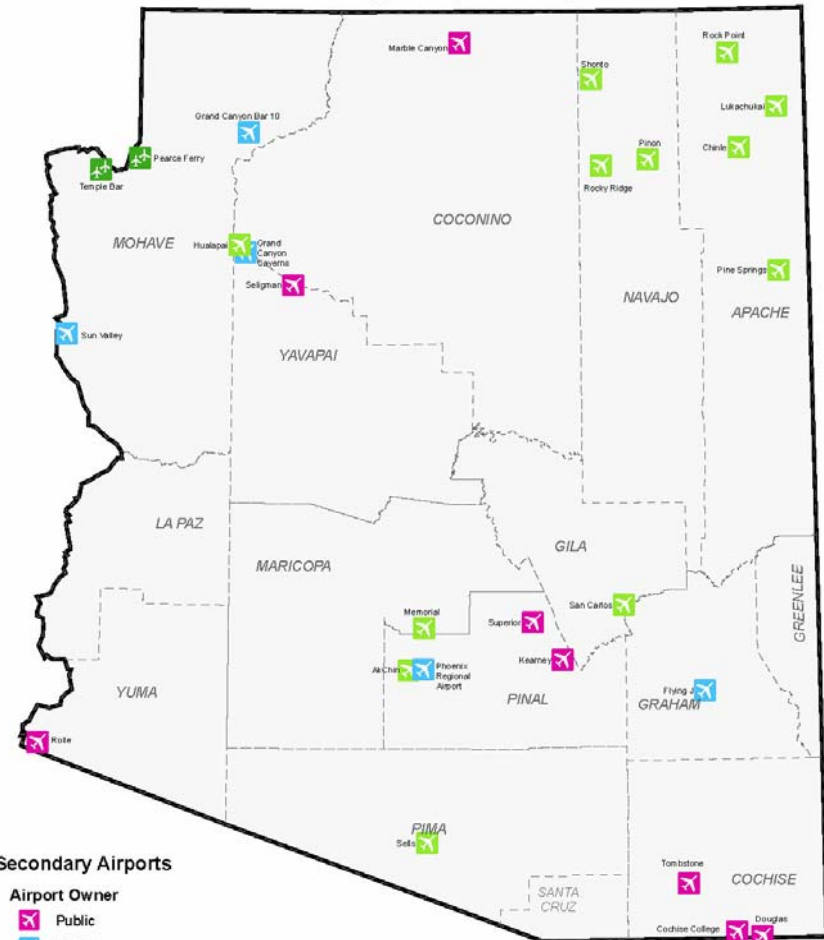 Marble Canyon
Rock Point
Shonto
Lukachukai
Grand Canyon Bar 10
Pinon
Chinle
Pearce Ferry
Temple Bar
Rocky Ridge
COCONINO
MOHAVE
Hualapai
Grand
Canyon
Caverns
Pine Springs
Seligman
NAVAJO
APACHE
Sun Valley
YAVAPAI
LA PAZ
GILA
MARICOPA
GREENLEE
San Carlos
Memorial
Superior
Kearney
Phoenix
Regional
Airport
YUMA
PINAL
Flying J
GRAHAM
Rolle
PIMA
Sells
Secondary Airports
Airport Owner
Public
Tombstone
COCHISE
SANTA
CRUZ
Cochise College
Douglas